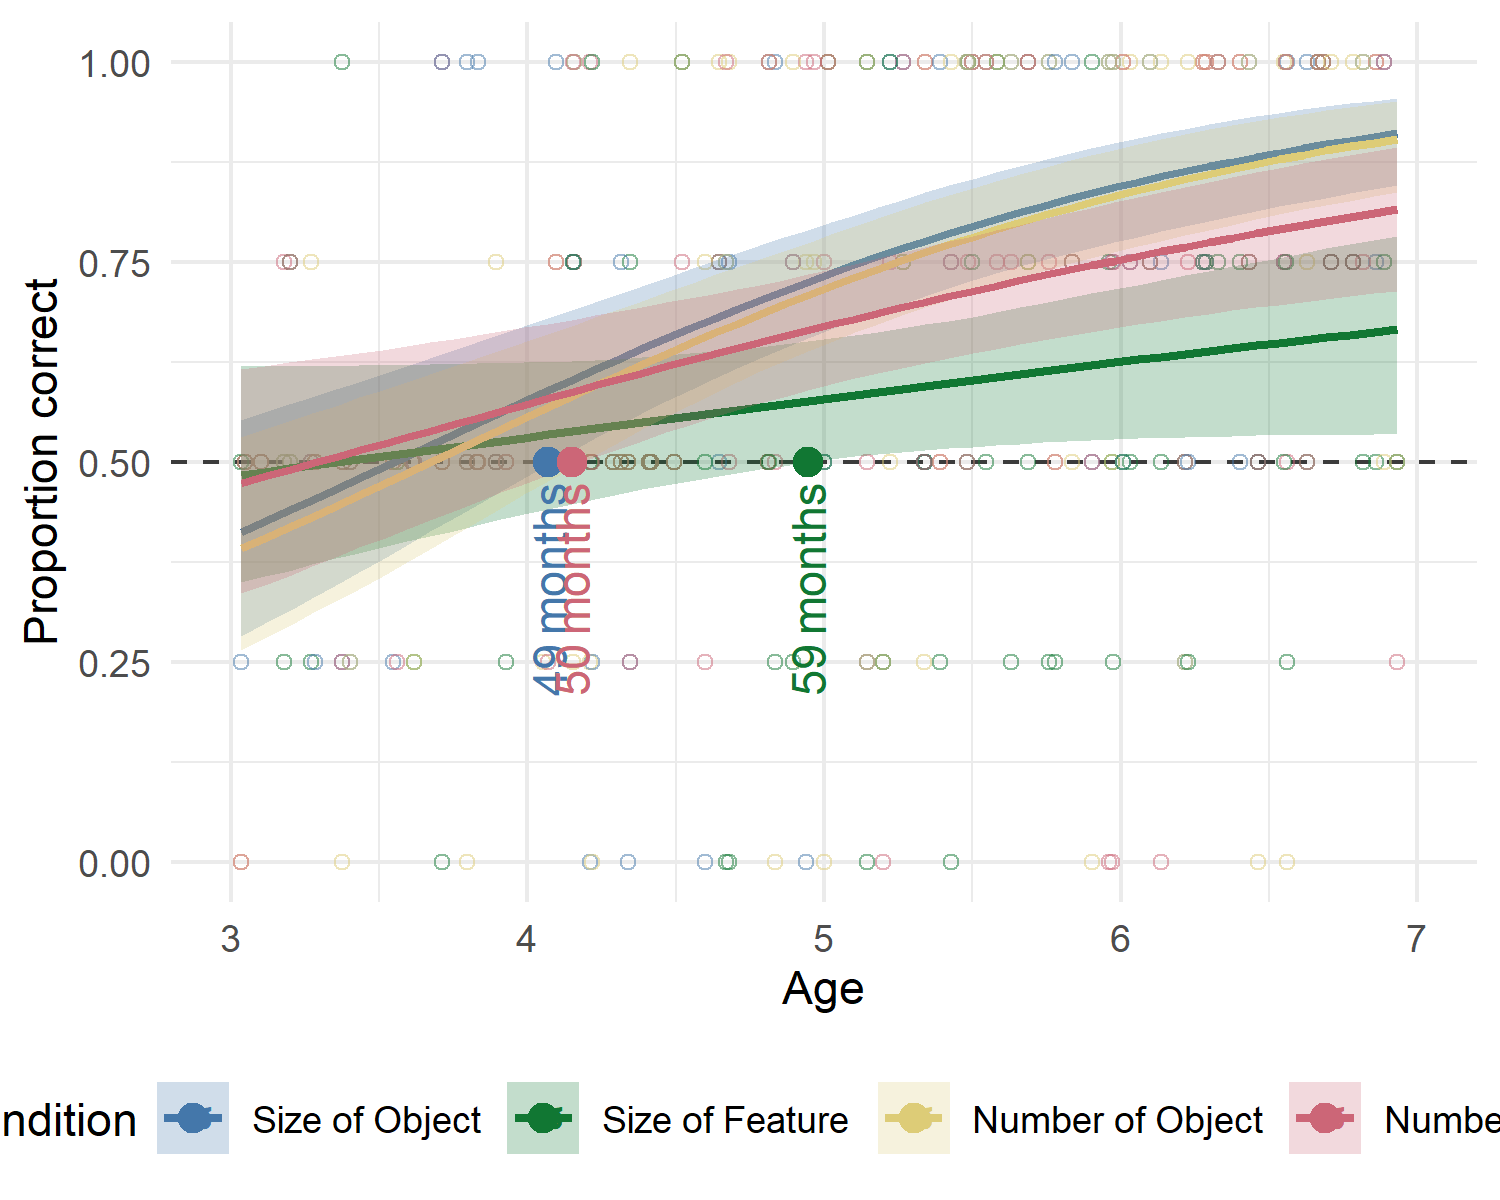 1.00
0.75
0.50
0.25
0.00
Proportion correct
49 months
50 months
59 months
3 4 5 6 7
Age
ndition Size of Object Size of Feature Number of Object Numbe